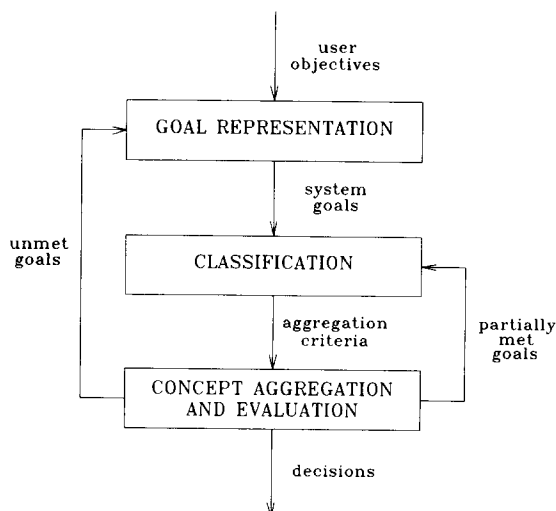 user
objectives
GOAL REPRESENTATION
system
goals
unmet
goals
CLASSIFICATION
aggregation
criteria
partially
met
goals
CONCEPT AGGREGATION
AND EVALUATION
decisions